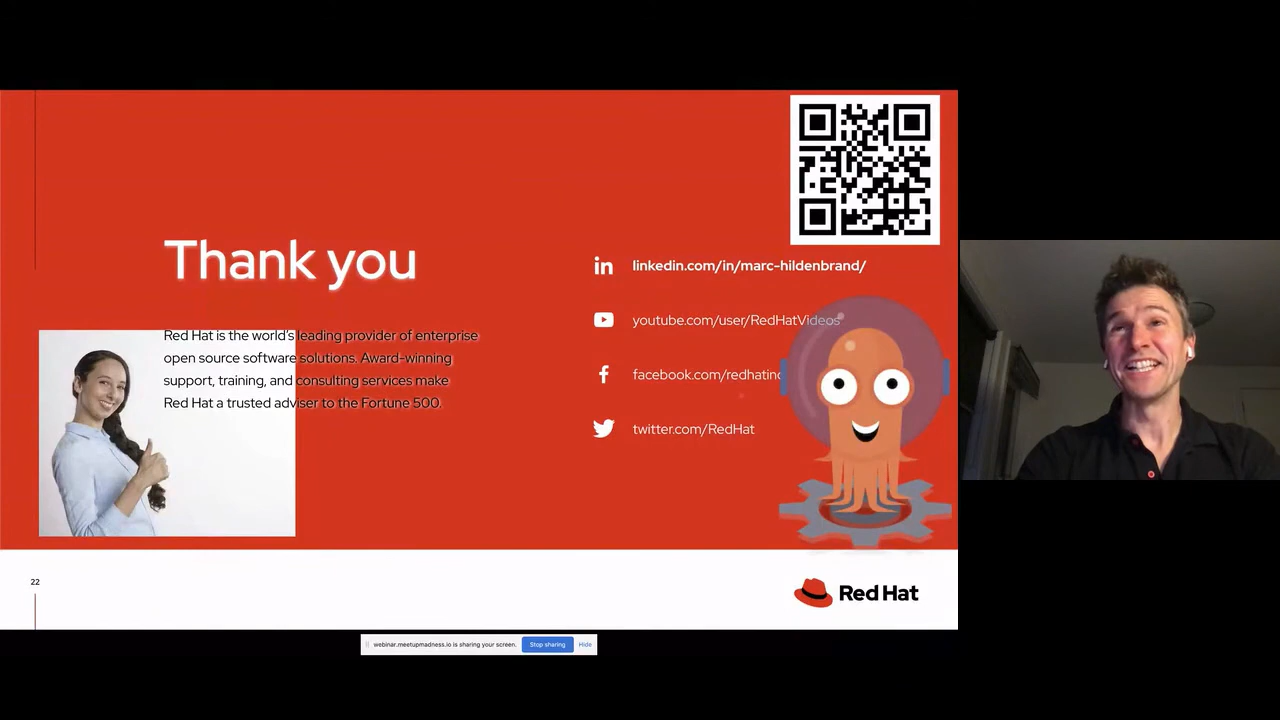 Thank you
Red Hat is the world's leading provider of enterprise
open source software solutions. Award-winning
support, training, and consulting services make
Red Hat a trusted adviser to the Fortune 500.
in linkedin.com/in/marc-hildenbrand/
youtube.com/user/RedHatVideos
f facebook.com/redhatinc
twitter.com/RedHat
22
Red Hat
webinar.meetupmadness.io is sharing your screen. Stop sharing Hide